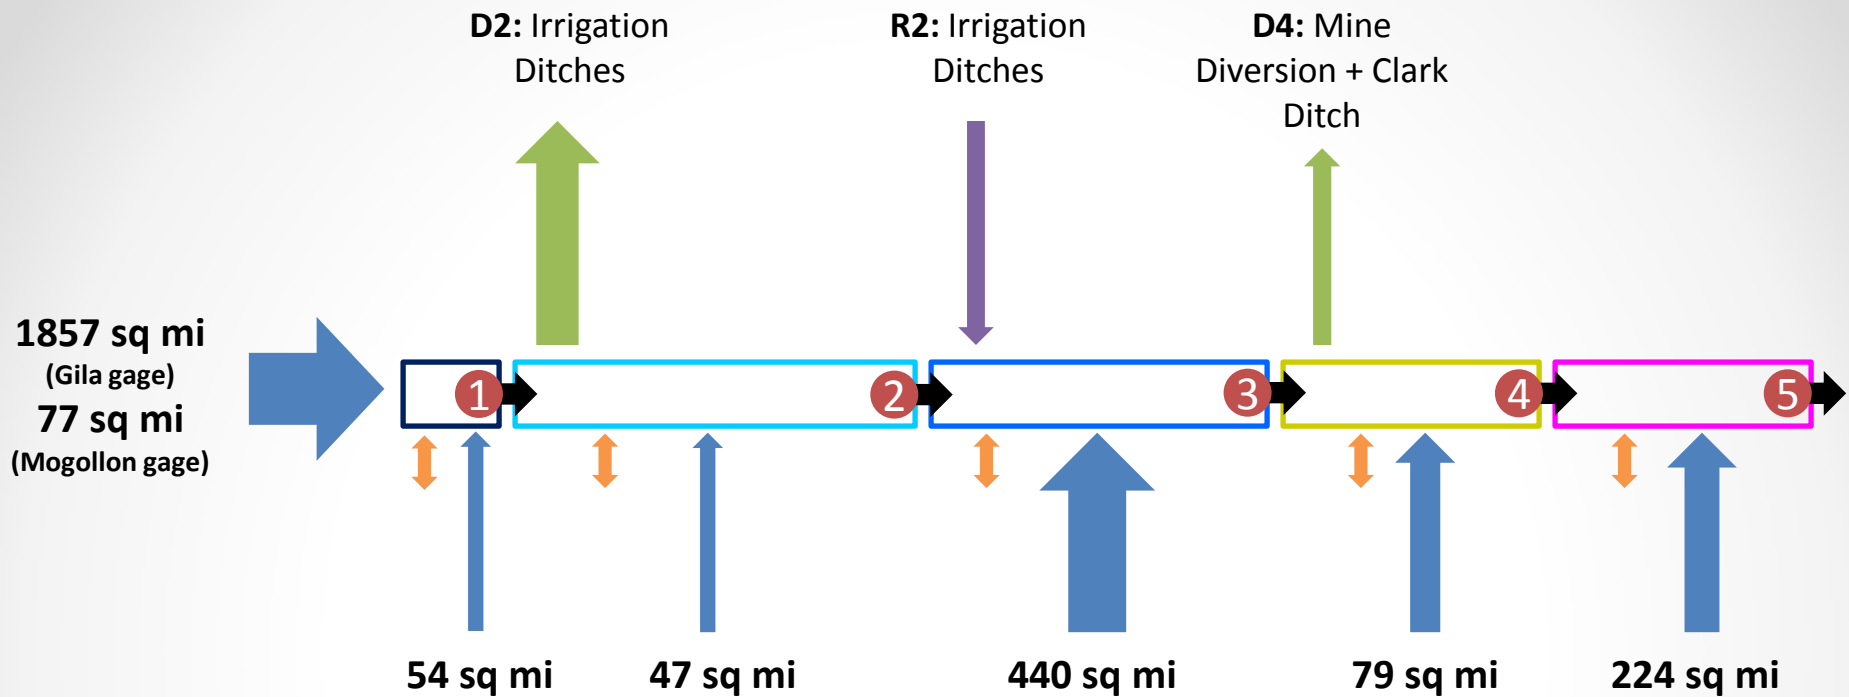 D2: Irrigation
Ditches
R2: Irrigation
Ditches
D4: Mine
Diversion + Clark
Ditch
1857 sq mi
(Gila gage)
77 sq mi
(Mogollon gage)
1
2
3
4
5
54 sq mi
47 sq mi
440 sq mi
79 sq mi
224 sq mi